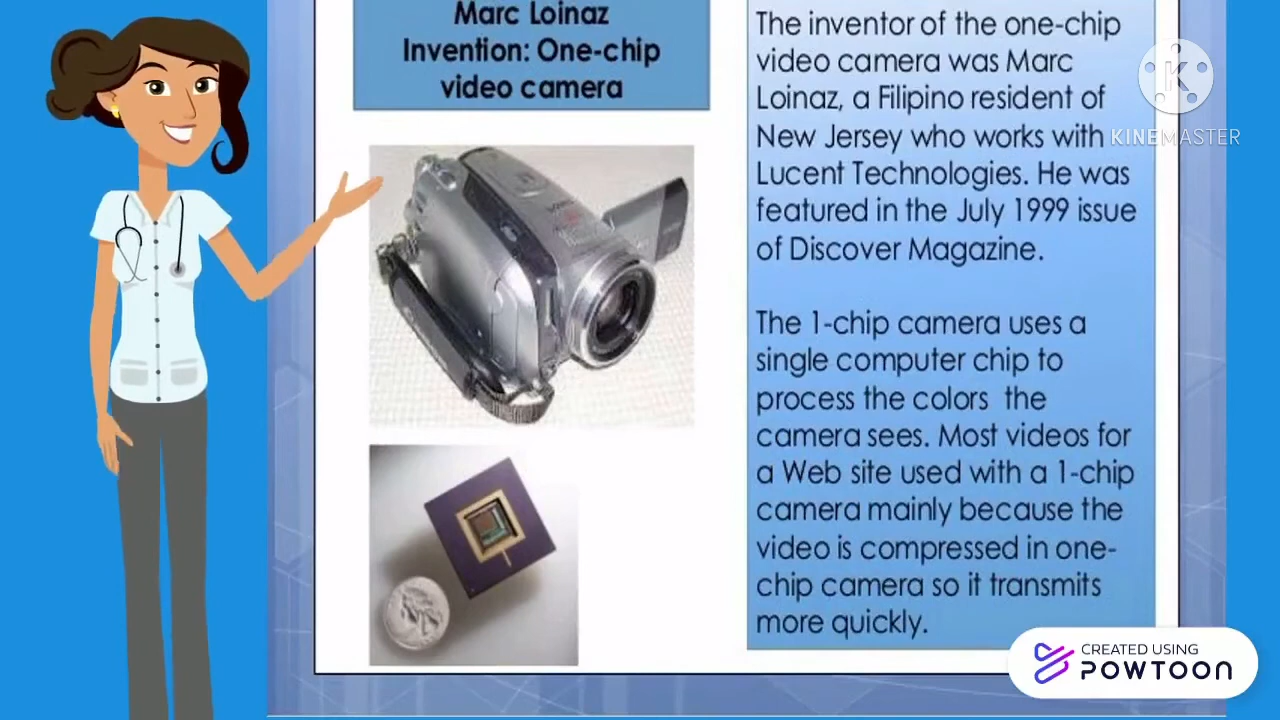 Marc Loinaz
Invention: One-chip
video camera
The inventor of the one-chip
video camera was Marc
Loinaz, a Filipino resident of
New Jersey who works with
Lucent Technologies. He was
featured in the July 1999 issue
of Discover Magazine.
The 1-chip camera uses a
single computer chip to
process the colors the
camera sees. Most videos for
a Web site used with a 1-chip
camera mainly because the
video is compressed in one-
chip camera so it transmits
more quickly.
K
KINEMASTER
CREATED USING
POWTOON